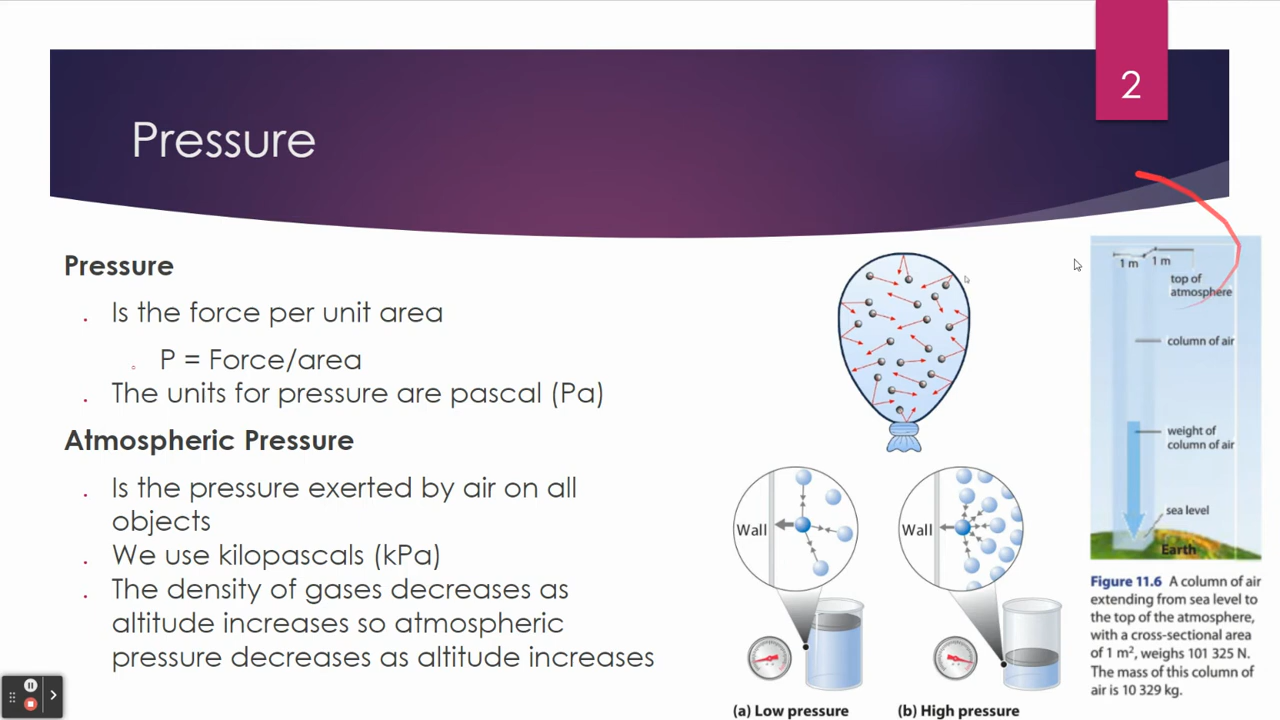 2
Pressure
Pressure
. Is the force per unit area
. P = Force/area
. The units for pressure are pascal (Pa)
Atmospheric Pressure
. Is the pressure exerted by air on all
objects
. We use kilopascals (kPa)
. The density of gases decreases as
altitude increases so atmospheric
pressure decreases as altitude increases
Wall
(a) Low pressure
Wall
(b) High pressure
1 m 1 m
top of
atmosphere
column of air
weight of
column of air
sea level
Earth
Figure 11.6 A column of air
extending from sea level to
the top of the atmosphere,
with a cross-sectional area
of 1 m², weighs 101 325 N.
The mass of this column of
air is 10 329 kg.